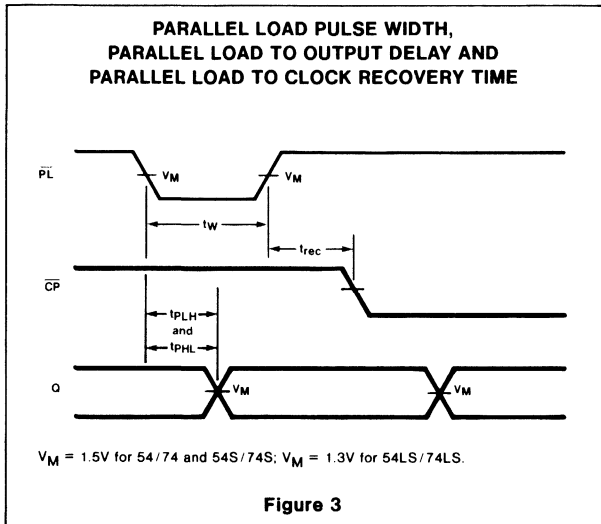 PARALLEL LOAD PULSE WIDTH,
PARALLEL LOAD TO OUTPUT DELAY AND
PARALLEL LOAD TO CLOCK RECOVERY TIME
PL
VM
VM
tW
trec
CP
tPLH
and
tPHL
Q
VM
VM
VM = 1.5V for 54/74 and 54S/74S; VM = 1.3V for 54LS/74LS.
Figure 3